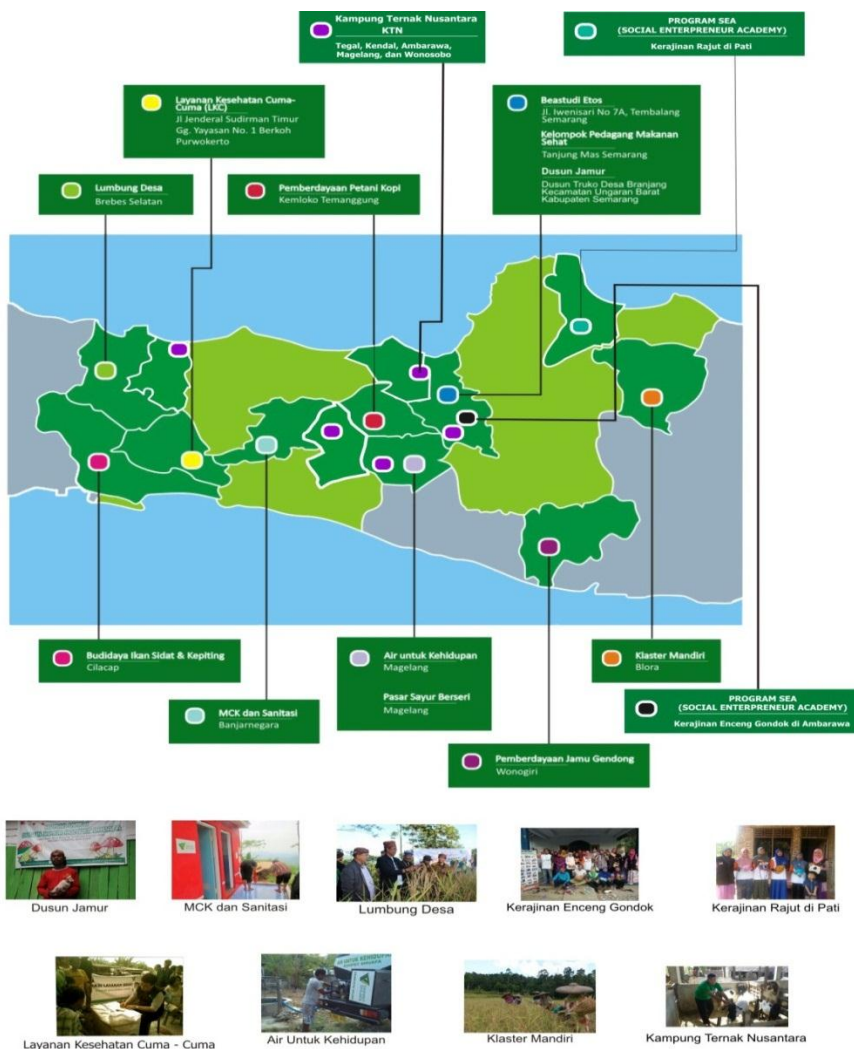 Kampung Ternak Nusantara
KTN
Tegal, Kendal, Ambarawa,
Magelang, dan Wonosobo
PROGRAM SEA
(SOCIAL ENTERPRENEUR ACADEMY)
Kerajinan Rajut di Pati
Layanan Kesehatan Cuma-
Cuma (LKC)
Jl Jenderal Sudirman Timur
Gg. Yayasan No. 1 Berkoh
Purwokerto
Beastudi Etos
Jl. Iwenisari No 7A, Tembalang
Semarang
Kelompok Pedagang Makanan
Sehat
Tanjung Mas Semarang
Dusun Jamur
Dusun Truko Desa Branjang
Kecamatan Ungaran Barat
Kabupaten Semarang
Lumbung Desa
Brebes Selatan
Pemberdayaan Petani Kopi
Kemloko Temanggung
Budidaya Ikan Sidat & Kepiting
Cilacap
Air untuk Kehidupan
Magelang
Pasar Sayur Berseri
Magelang
Klaster Mandiri
Blora
MCK dan Sanitasi
Banjarnegara
PROGRAM SEA
(SOCIAL ENTERPRENEUR ACADEMY)
Kerajinan Enceng Gondok di Ambarawa
Pemberdayaan Jamu Gendong
Wonogiri
Dusun Jamur
MCK dan Sanitasi
Lumbung Desa
Kerajinan Enceng Gondok
Kerajinan Rajut di Pati
AIR UNTUK KEHIDUPAN
Layanan Kesehatan Cuma - Cuma
Air Untuk Kehidupan
Klaster Mandiri
Kampung Ternak Nusantara